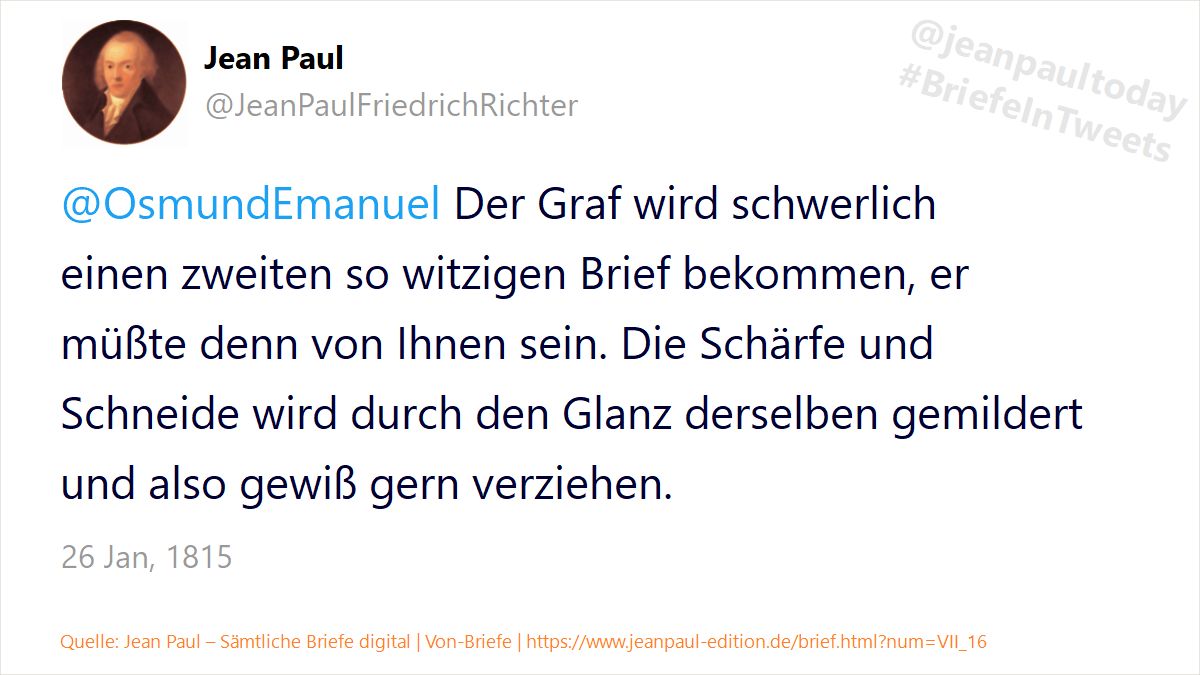 Jean Paul
@JeanPaulFriedrichRichter
@jeanpaultoday
#BriefeInTweets
@OsmundEmanuel Der Graf wird schwerlich
einen zweiten so witzigen Brief bekommen, er
müßte denn von Ihnen sein. Die Schärfe und
Schneide wird durch den Glanz derselben gemildert
und also gewiß gern verziehen.
26 Jan, 1815
Quelle: Jean Paul – Sämtliche Briefe digital | Von-Briefe | https://www.jeanpaul-edition.de/brief.html?num=VII_16